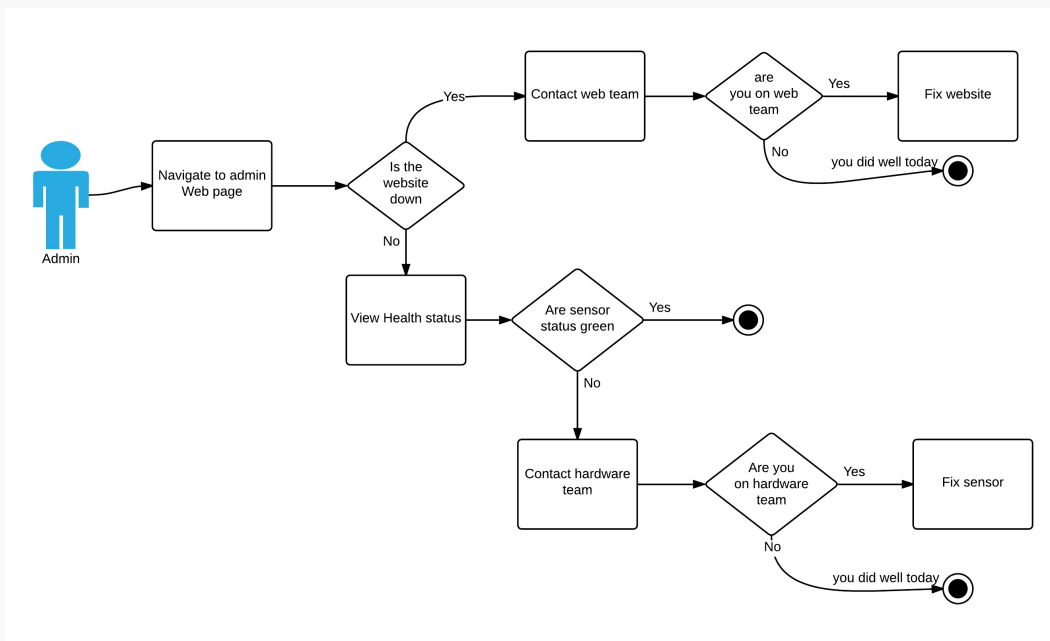 Admin
Navigate to admin
Web page
Is the
website
down
Yes
Contact web team
are
you on web
team
Yes
Fix website
No
you did well today
No
View Health status
Are sensor
status green
Yes
No
Contact hardware
team
Are you
on hardware
team
Yes
Fix sensor
No
you did well today